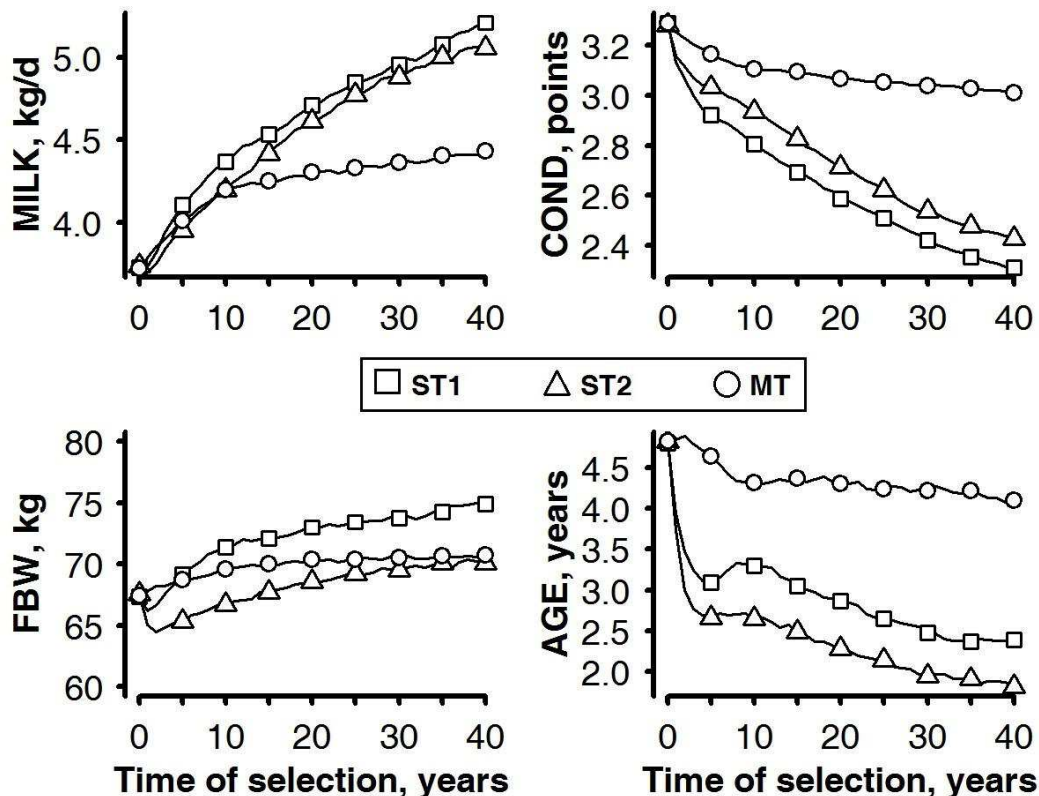 MILK, kg/d
5.0
4.5
4.0
0 10 20 30 40
COND, points
3.2
3.0
2.8
2.6
2.4
0 10 20 30 40
ST1 ST2 MT
FBW, kg
80
75
70
65
60
0 10 20 30 40
Time of selection, years
AGE, years
4.5
4.0
3.5
3.0
2.5
2.0
0 10 20 30 40
Time of selection, years